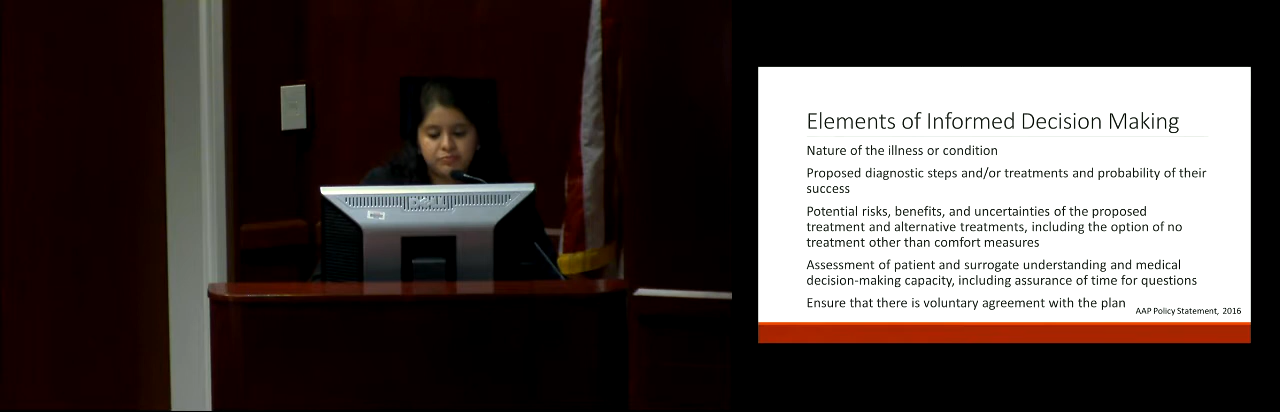 Elements of Informed Decision Making
Nature of the illness or condition
Proposed diagnostic steps and/or treatments and probability of their
success
Potential risks, benefits, and uncertainties of the proposed
treatment and alternative treatments, including the option of no
treatment other than comfort measures
Assessment of patient and surrogate understanding and medical
decision-making capacity, including assurance of time for questions
Ensure that there is voluntary agreement with the plan
AAP Policy Statement, 2016